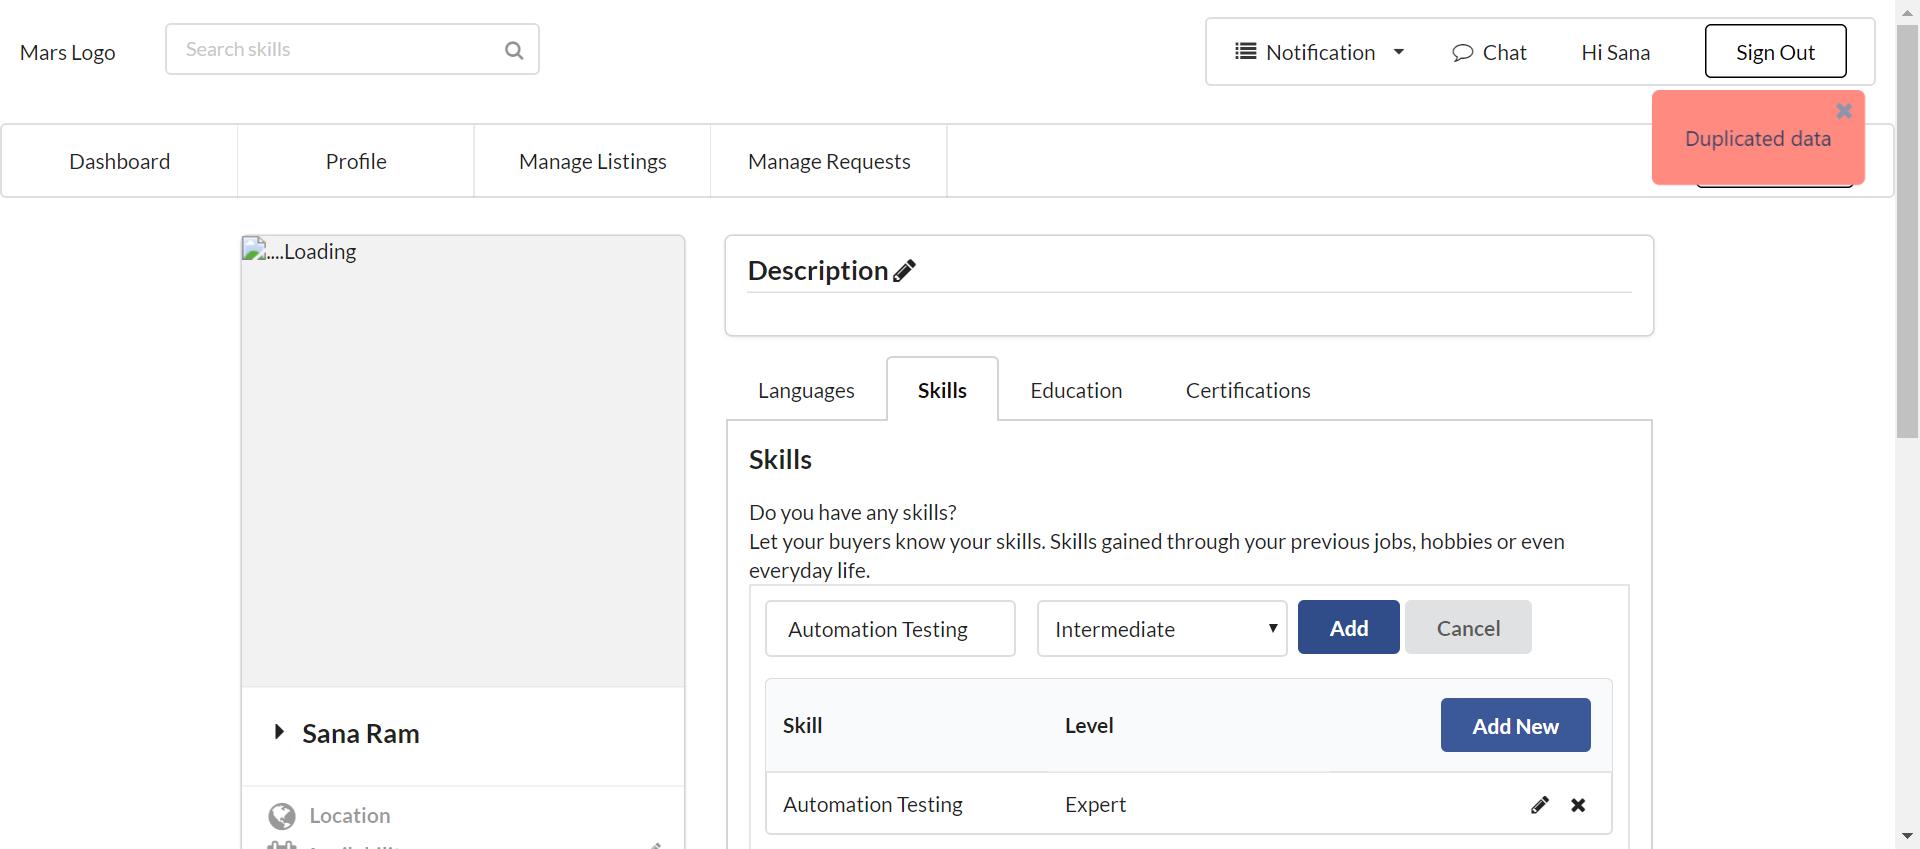 Mars Logo
Search skills
Notification
Chat
Hi Sana
Sign Out
Duplicated data
Dashboard
Profile
Manage Listings
Manage Requests
....Loading
Description
Languages
Skills
Education
Certifications
Skills
Do you have any skills?
Let your buyers know your skills. Skills gained through your previous jobs, hobbies or even
everyday life.
Automation Testing
Intermediate
Add
Cancel
Skill
Level
Add New
Automation Testing
Expert
Sana Ram
Location